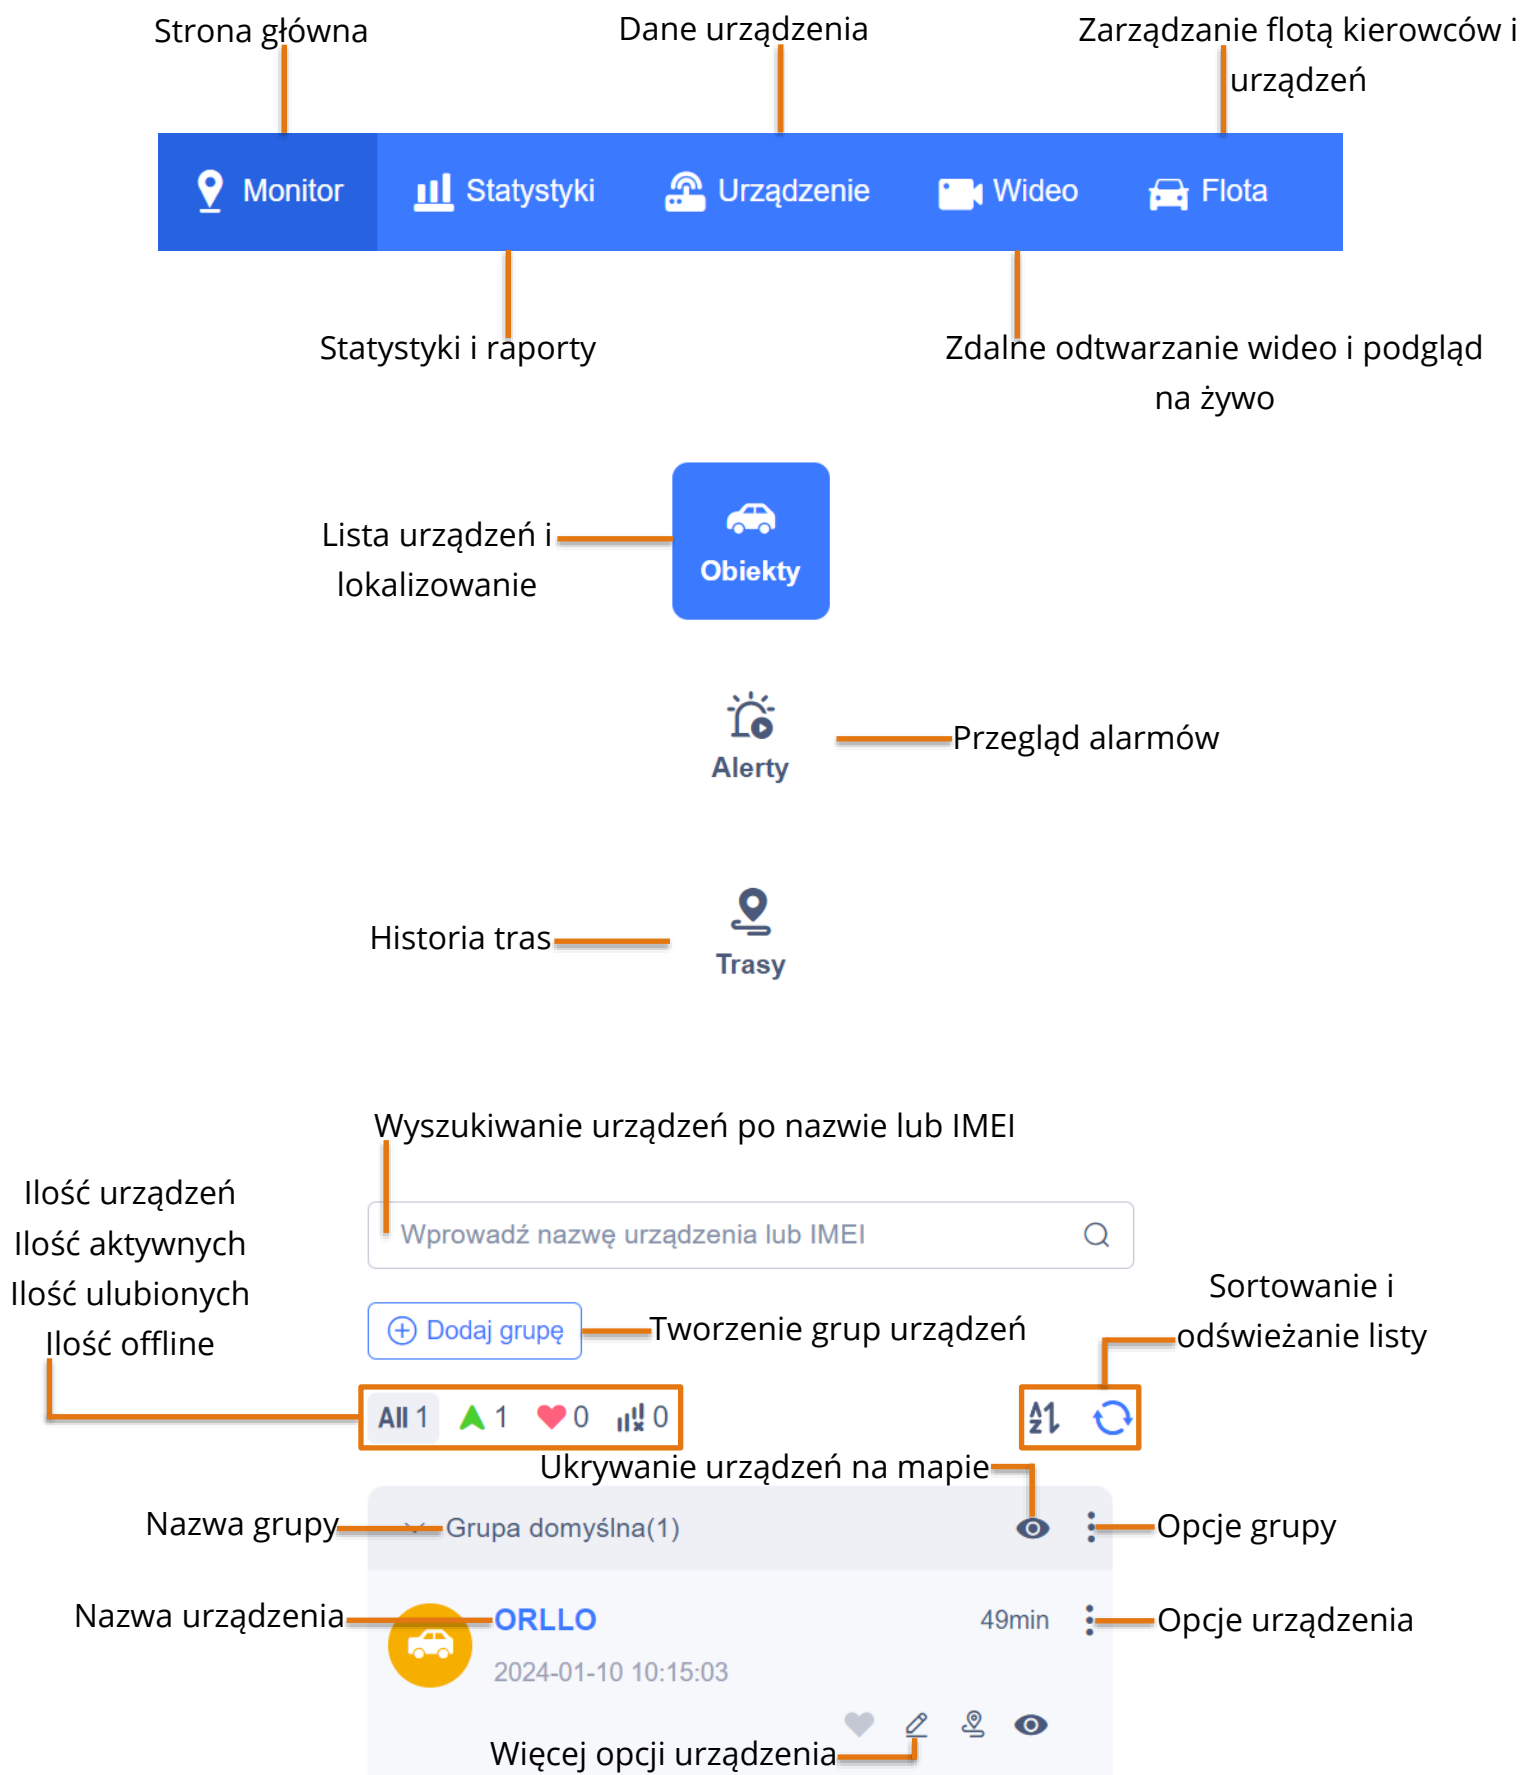 Strona główna
Dane urządzenia
Zarządzanie flotą kierowców i
urządzeń
Monitor
Statystyki
Urządzenie
Wideo
Flota
Statystyki i raporty
Zdalne odtwarzanie wideo i podgląd
na żywo
Lista urządzeń i
lokalizowanie
Obiekty
Alerty
Przegląd alarmów
Historia tras
Trasy
Wyszukiwanie urządzeń po nazwie lub IMEI
Ilość urządzeń
Ilość aktywnych
Ilość ulubionych
Ilość offline
Wprowadź nazwę urządzenia lub IMEI
Dodaj grupę
Tworzenie grup urządzeń
Sortowanie i
odświeżanie listy
All 1
1
0
0
Ukrywanie urządzeń na mapie
Nazwa grupy
Grupa domyślna(1)
Opcje grupy
Nazwa urządzenia
ORLLO
49min
Opcje urządzenia
2024-01-10 10:15:03
Więcej opcji urządzenia